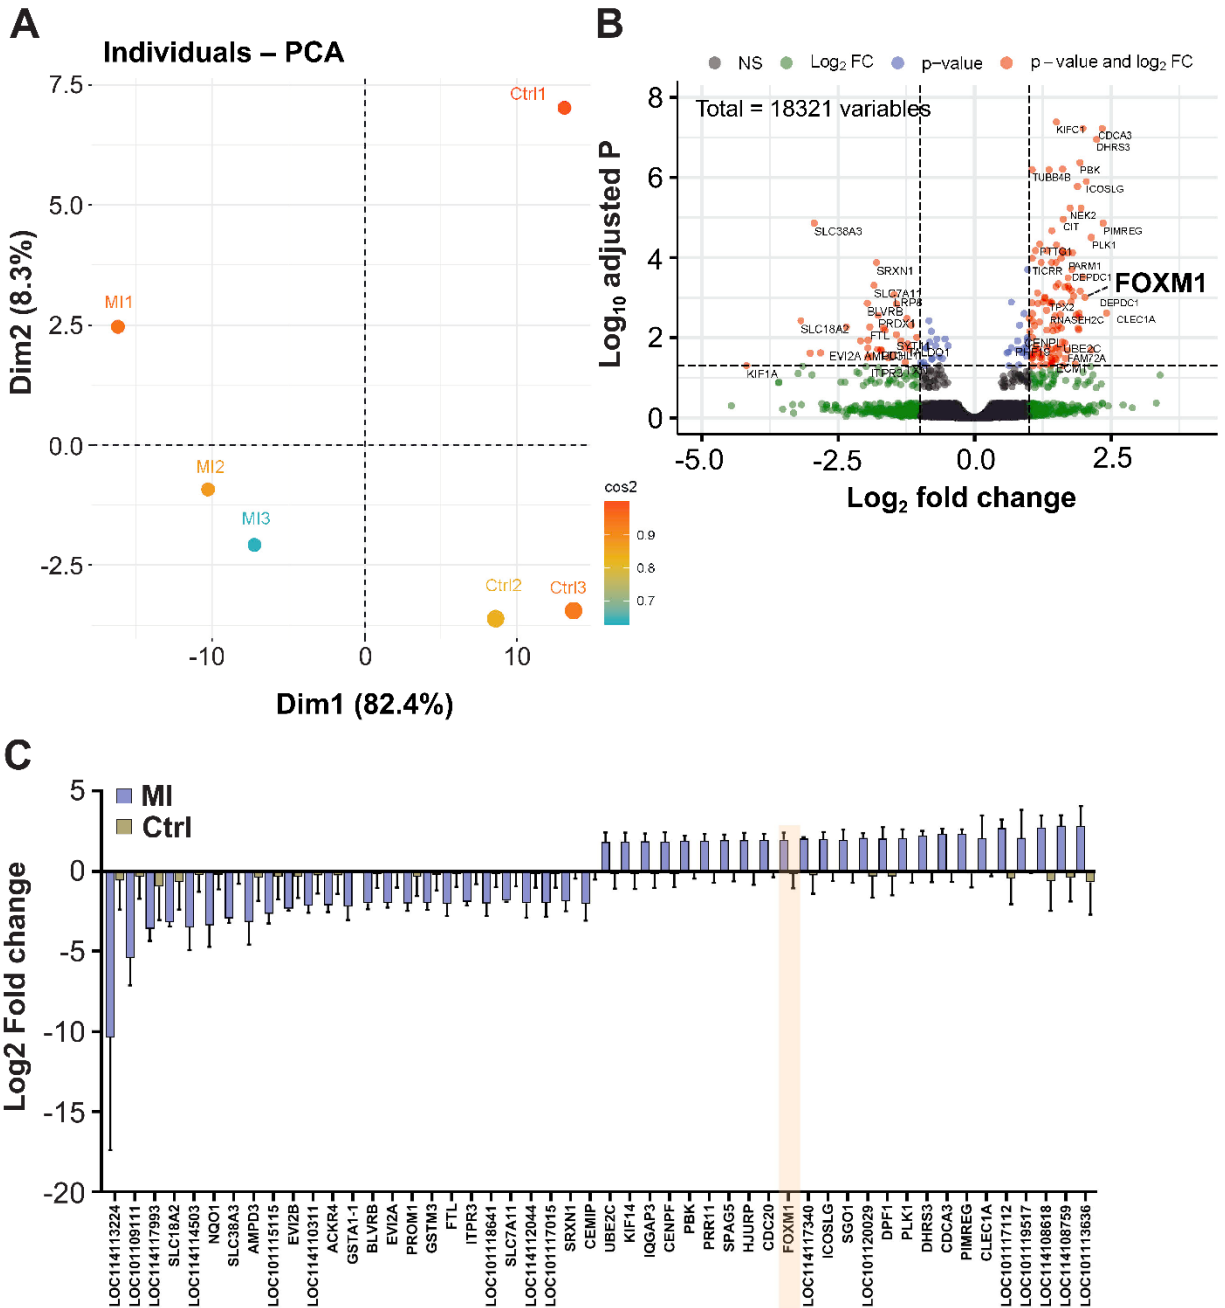 A
Individuals – PCA
Dim2 (8.3%)
7.5
5.0
2.5
0.0
-2.5
Ctrl1
MI1
MI2
MI3
Ctrl2
Ctrl3
cos2
0.9
0.8
0.7
-10
0
10
Dim1 (82.4%)
B
NS
Log2 FC
p-value
p – value and log2 FC
Total = 18321 variables
Log10 adjusted P
8
6
4
2
0
KIFC1
CDCA3
DHRS3
TUBB4B
PBK
ICOSLG
NEK2
CIT
PIMREG
PLK1
SLC38A3
PTTG1
SRXN1
TICRR
PARM1
DEPDC1
FOXM1
SLC7A11
LRP8
DEPDC1
BLVRB
TPX2
CLEC1A
PRDX1
RNASEH2C
SLC18A2
FTL
CENPL
UBE2C
PHF19
EVI2A
FAM72A
KIF1A
ITPR3
ECM1
-5.0
-2.5
0.0
2.5
Log2 fold change
C
Log2 Fold change
MI
Ctrl
5
0
-5
-10
-15
-20
LOC114113224
LOC101109111
LOC114117993
SLC18A2
LOC114114503
NQO1
SLC38A3
AMPD3
LOC101115115
EVI2B
LOC114110311
ACKR4
GSTA1-1
BLVRB
EVI2A
PROM1
GSTM3
FTL
ITPR3
LOC101118641
SLC7A11
LOC114112044
LOC101117015
SRXN1
CEMIP
UBE2C
KIF14
IQGAP3
CENPF
PBK
PRR11
SPAG5
HJURP
CDC20
FOXM1
LOC114117340
ICOSLG
SGO1
LOC101120029
DPF1
PLK1
DHRS3
CDCA3
PIMREG
CLEC1A
LOC101117112
LOC101119517
LOC114108618
LOC114108759
LOC101113636